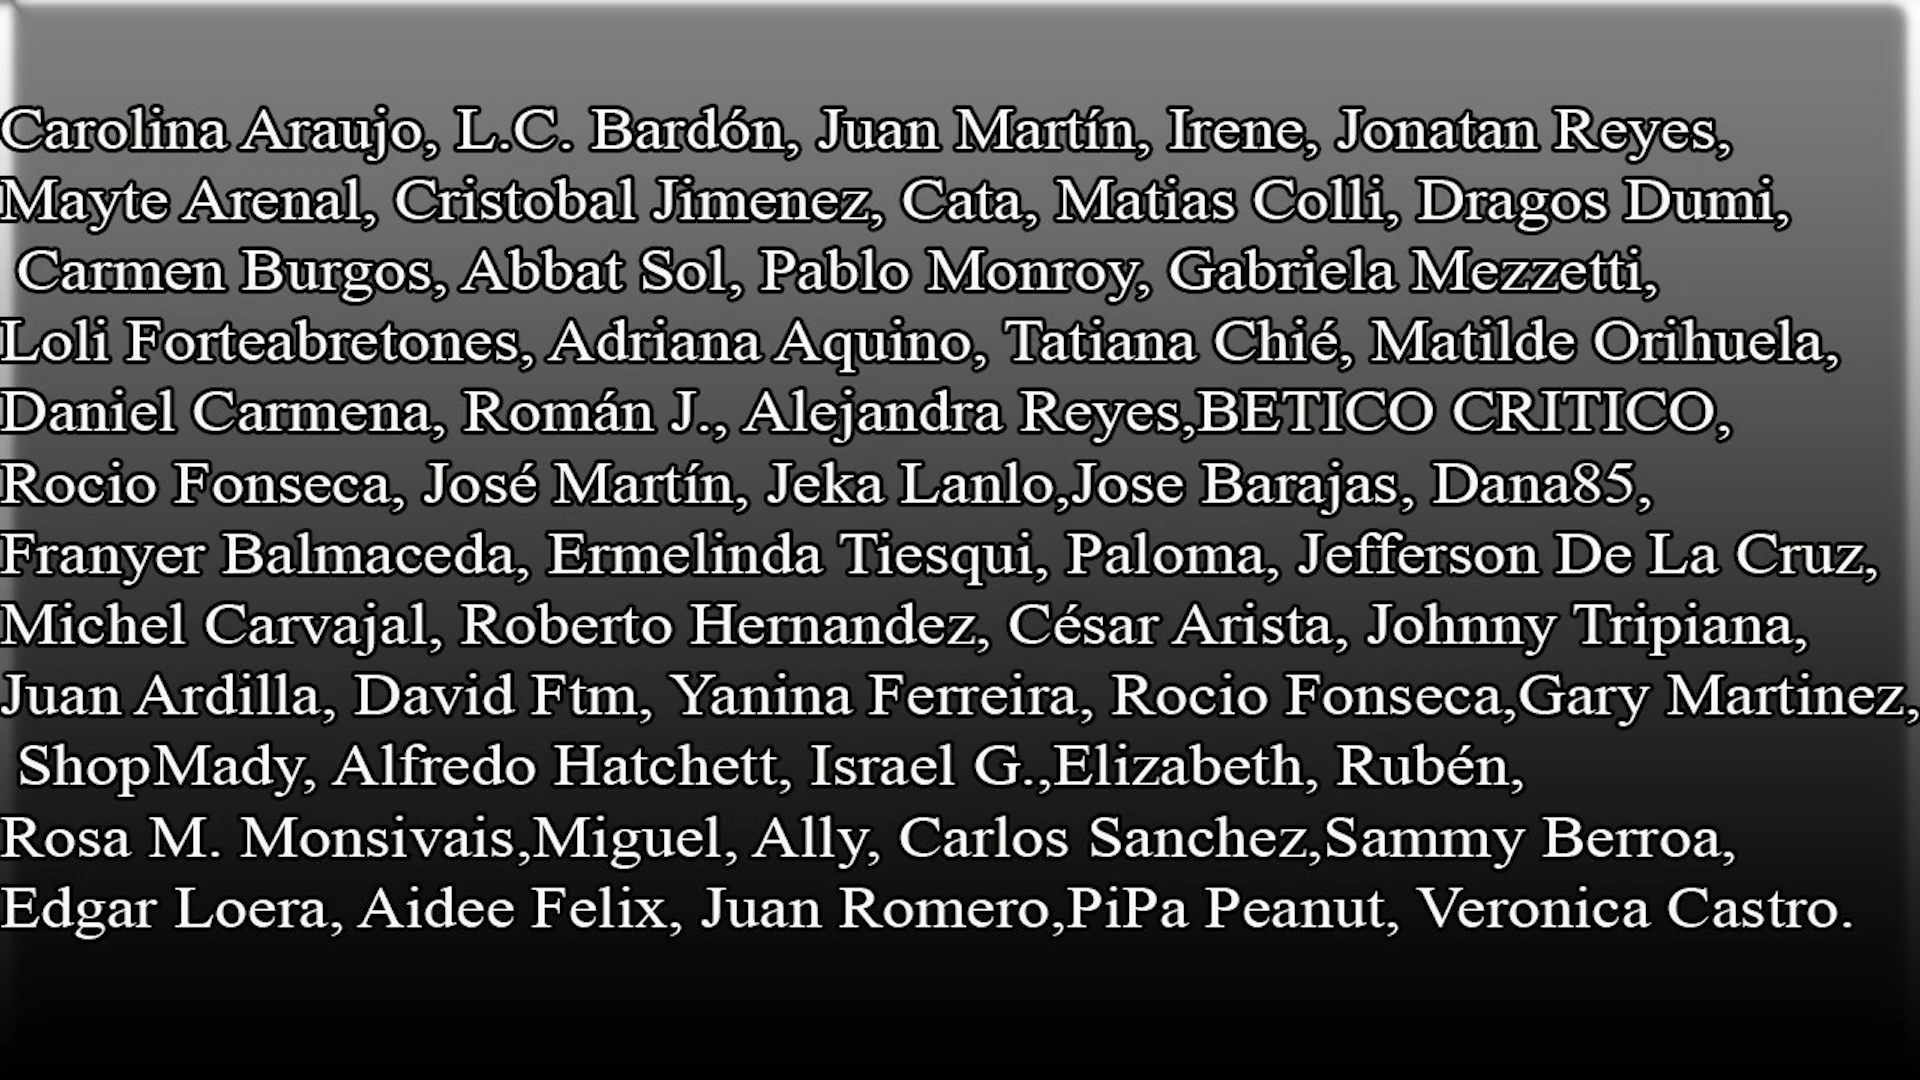 Carolina Araujo, L.C. Bardón, Juan Martín, Irene, Jonatan Reyes,
Mayte Arenal, Cristobal Jimenez, Cata, Matias Colli, Dragos Dumi,
Carmen Burgos, Abbat Sol, Pablo Monroy, Gabriela Mezzetti,
Loli Forteabretones, Adriana Aquino, Tatiana Chié, Matilde Orihuela,
Daniel Carmena, Román J., Alejandra Reyes,BETICO CRITICO,
Rocio Fonseca, José Martín, Jeka Lanlo,Jose Barajas, Dana85,
Franyer Balmaceda, Ermelinda Tiesqui, Paloma, Jefferson De La Cruz,
Michel Carvajal, Roberto Hernandez, César Arista, Johnny Tripiana,
Juan Ardilla, David Ftm, Yanina Ferreira, Rocio Fonseca,Gary Martinez,
ShopMady, Alfredo Hatchett, Israel G.,Elizabeth, Rubén,
Rosa M. Monsivais,Miguel, Ally, Carlos Sanchez,Sammy Berroa,
Edgar Loera, Aidee Felix, Juan Romero,PiPa Peanut, Veronica Castro.